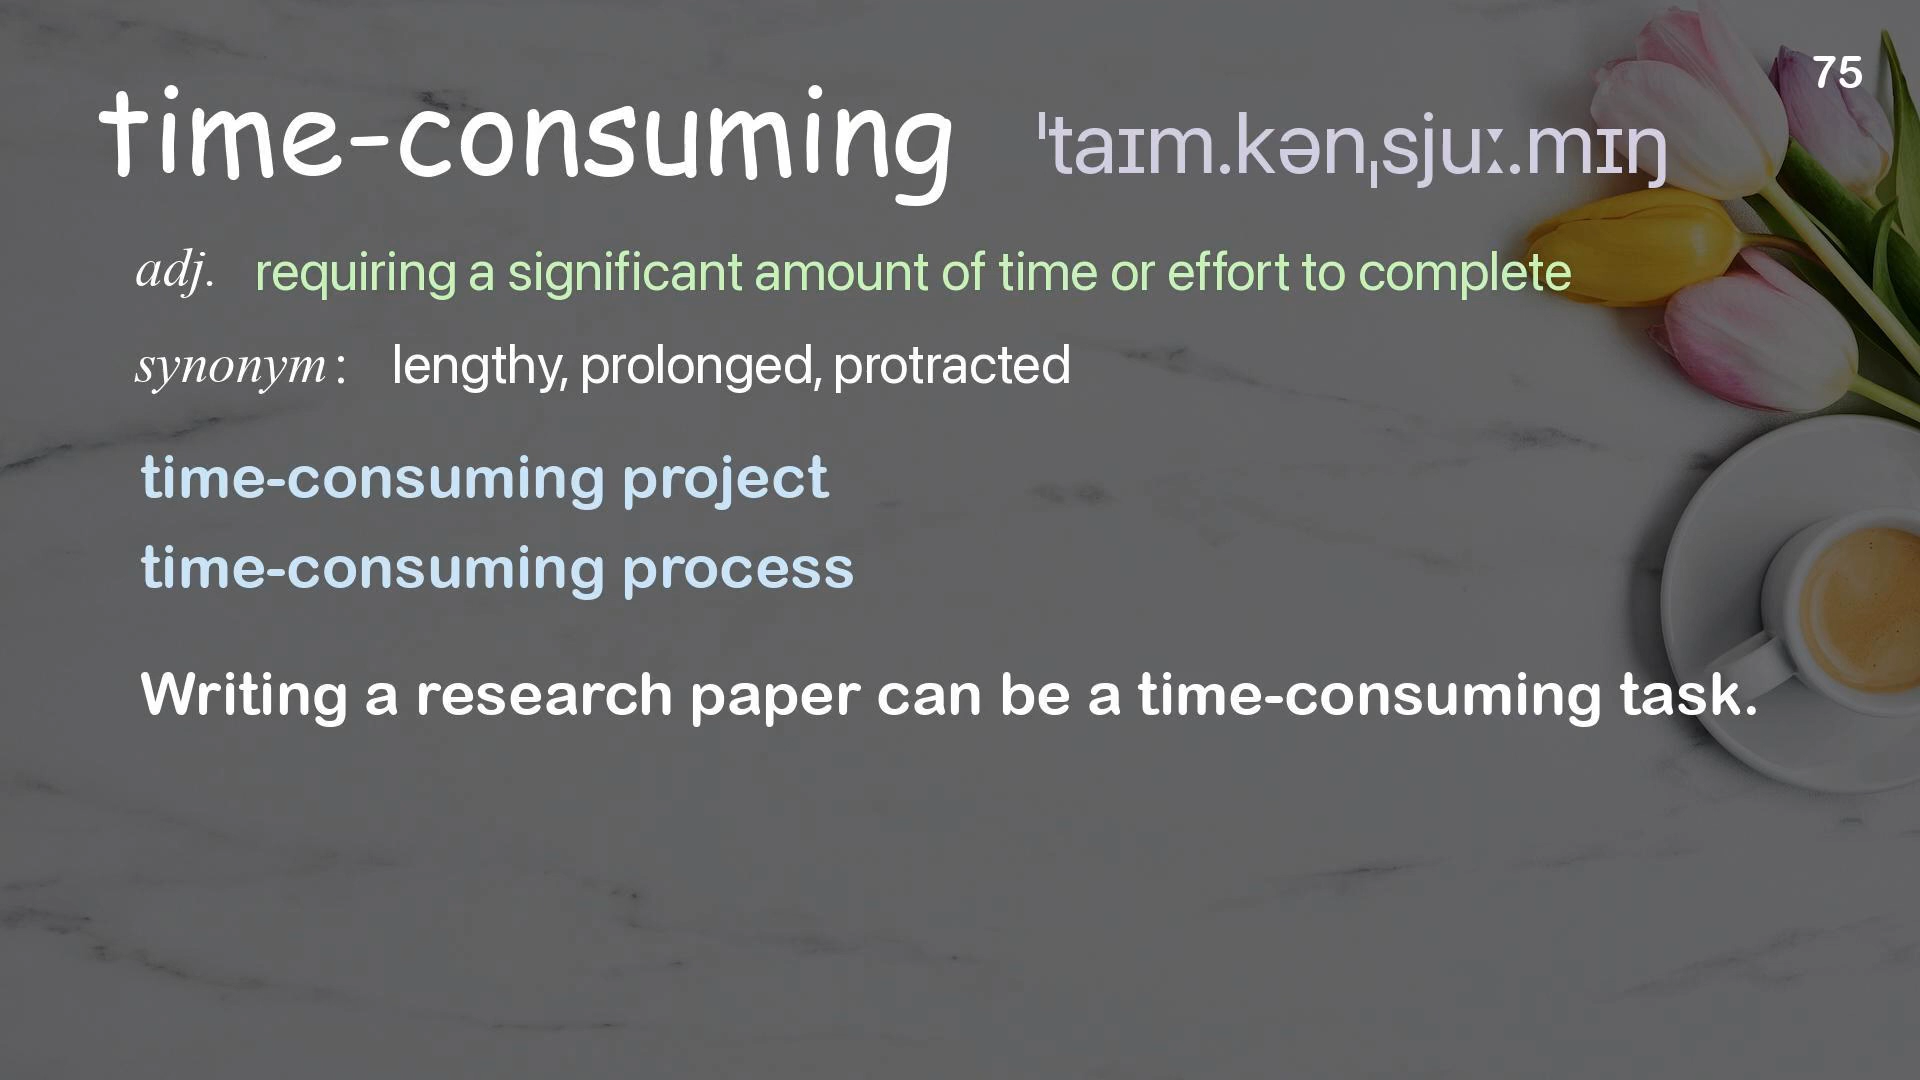 75
time-consuming ˈtaɪm.kənˌsjuː.mɪŋ
adj. requiring a significant amount of time or effort to complete
synonym: lengthy, prolonged, protracted
time-consuming project
time-consuming process
Writing a research paper can be a time-consuming task.